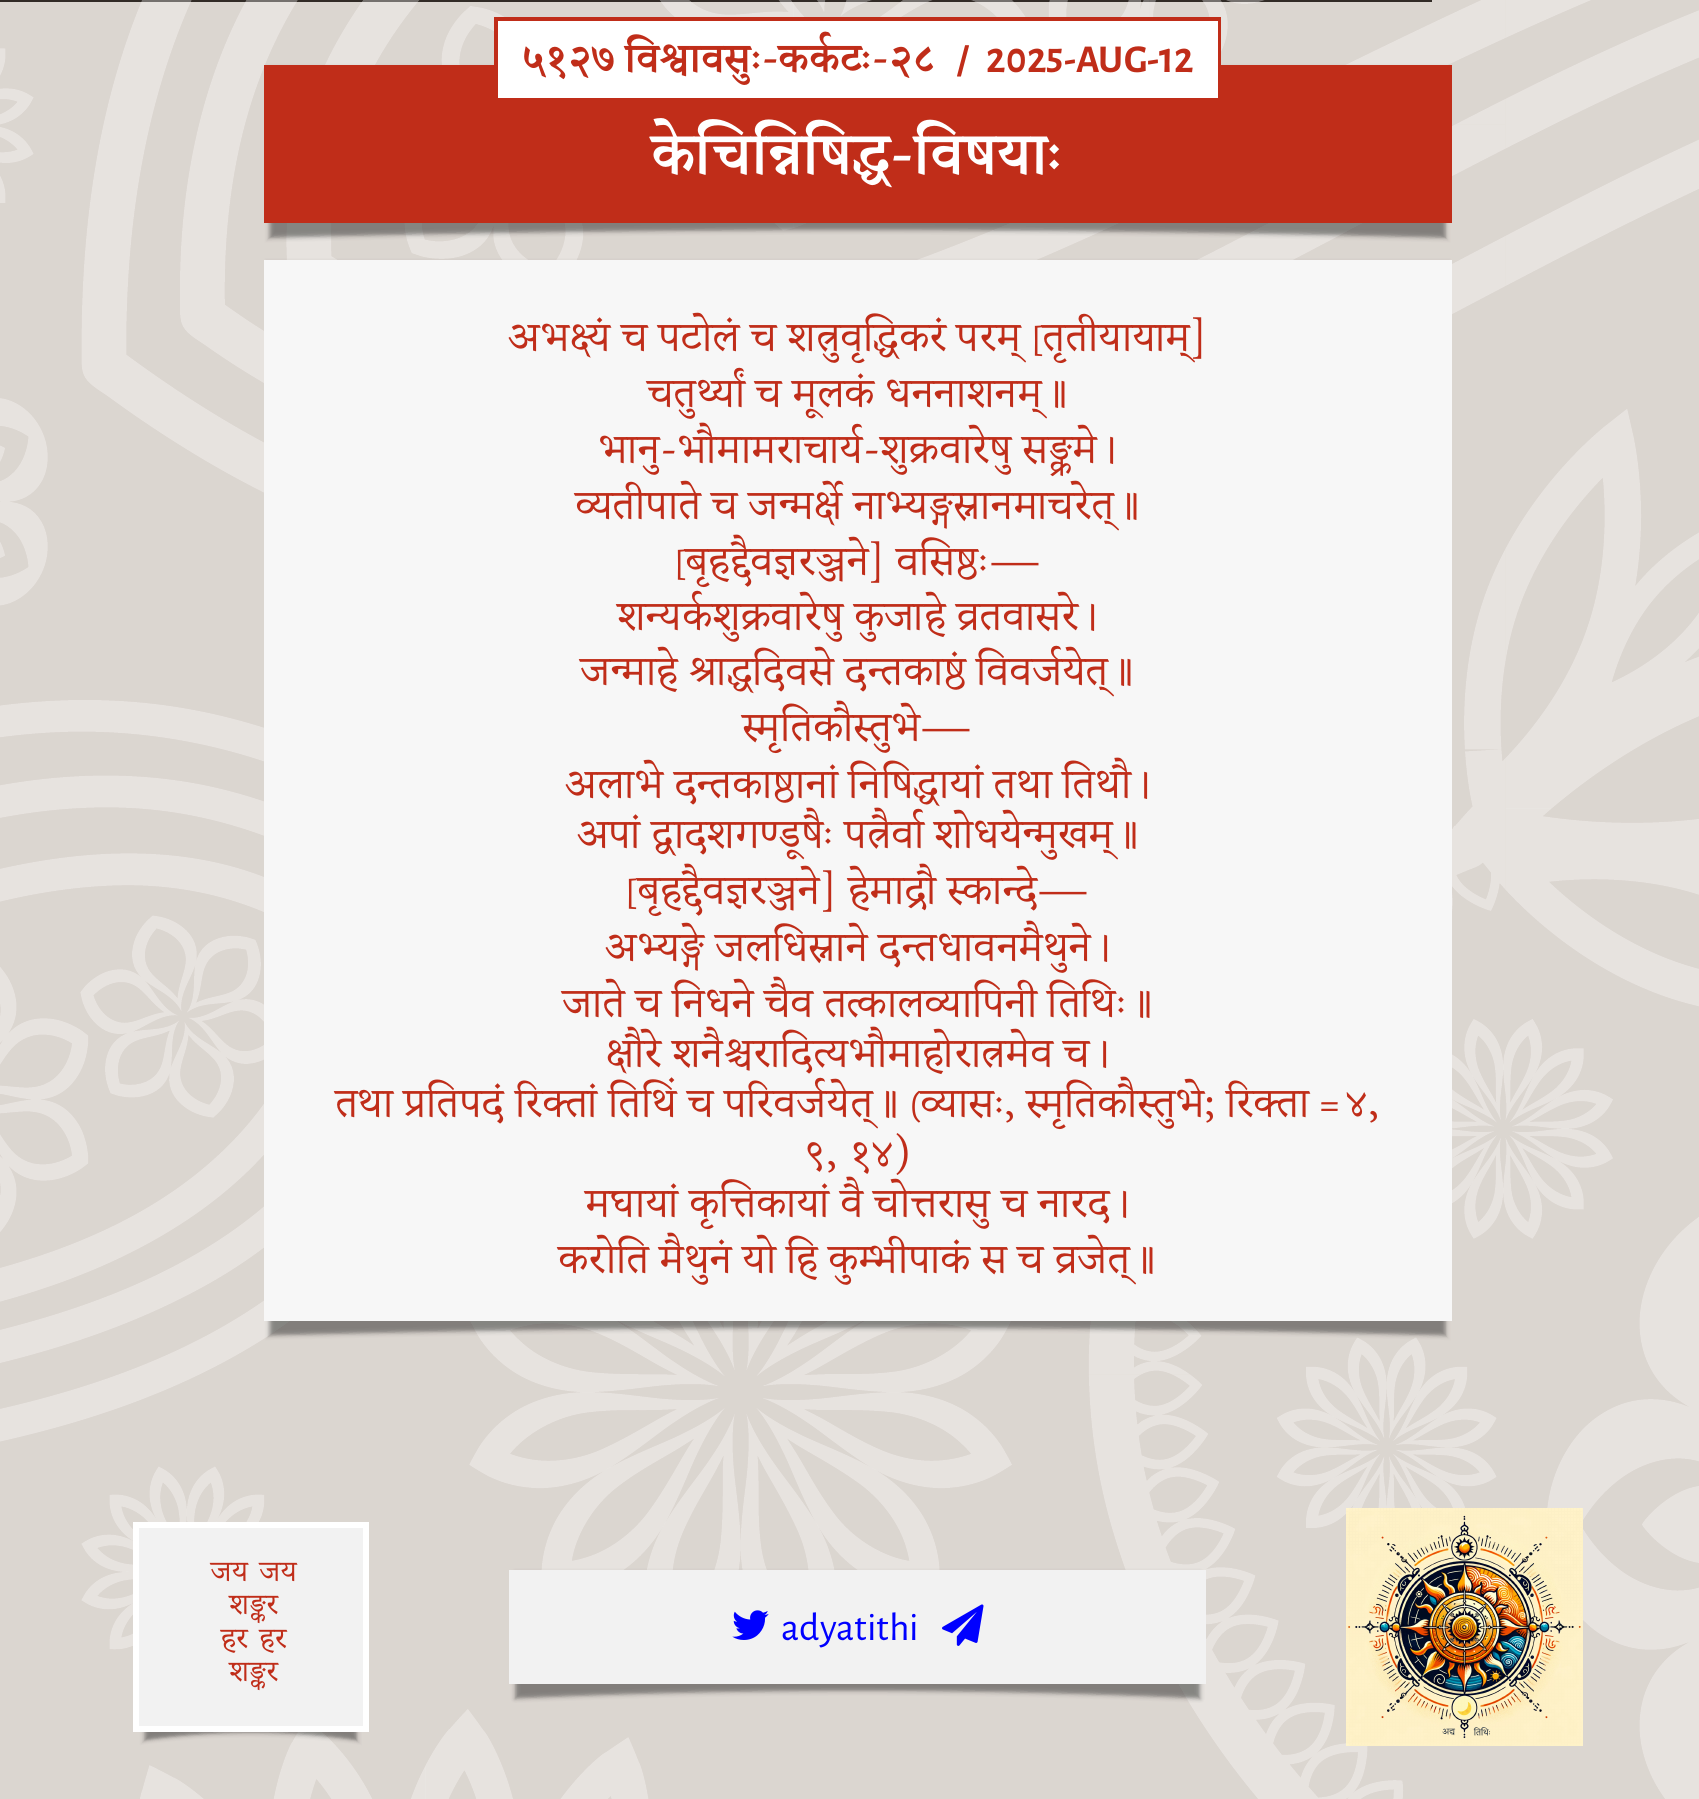 ५१२७ विश्वावसुः-कर्कटः-२८ / 2025-AUG-12
केचिन्निषिद्ध-विषयाः
अभक्ष्यं च पटोलं च शत्रुवृद्धिकरं परम् [तृतीयायाम्]
चतुर्थ्यां च मूलकं धननाशनम्॥
भानु-भौमामराचार्य-शुक्रवारेषु सङ्क्रमे।
व्यतीपाते च जन्मर्क्षे नाभ्यङ्गस्नानमाचरेत्॥
[बृहद्दैवज्ञरञ्जने] वसिष्ठः—
शन्यर्कशुक्रवारेषु कुजाहे व्रतवासरे।
जन्माहे श्राद्धदिवसे दन्तकाष्ठं विवर्जयेत्॥
स्मृतिकौस्तुभे—
अलाभे दन्तकाष्ठानां निषिद्धायां तथा तिथौ।
अपां द्वादशगण्डूषैः पत्रैर्वा शोधयेन्मुखम्॥
[बृहद्दैवज्ञरञ्जने] हेमाद्रौ स्कान्दे—
अभ्यङ्गे जलधिस्नाने दन्तधावनमैथुने।
जाते च निधने चैव तत्कालव्यापिनी तिथिः॥
क्षौरे शनैश्चरादित्यभौमाहोरात्रमेव च।
तथा प्रतिपदं रिक्तां तिथिं च परिवर्जयेत्॥ (व्यासः, स्मृतिकौस्तुभे; रिक्ता = ४,
९, १४)
मघायां कृत्तिकायां वै चोत्तरासु च नारद।
करोति मैथुनं यो हि कुम्भीपाकं स च व्रजेत्॥
जय जय
शङ्कर
हर हर
शङ्कर
adyatithi
अद्य तिथिः